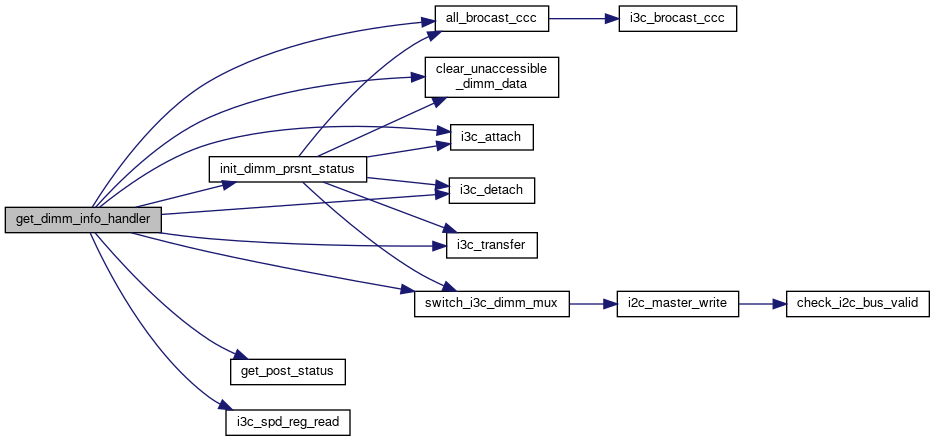 all_brocast_ccc
i3c_brocast_ccc
clear_unaccessible
_dimm_data
i3c_attach
init_dimm_prsnt_status
i3c_detach
get_dimm_info_handler
i3c_transfer
switch_i3c_dimm_mux
i2c_master_write
check_i2c_bus_valid
get_post_status
i3c_spd_reg_read